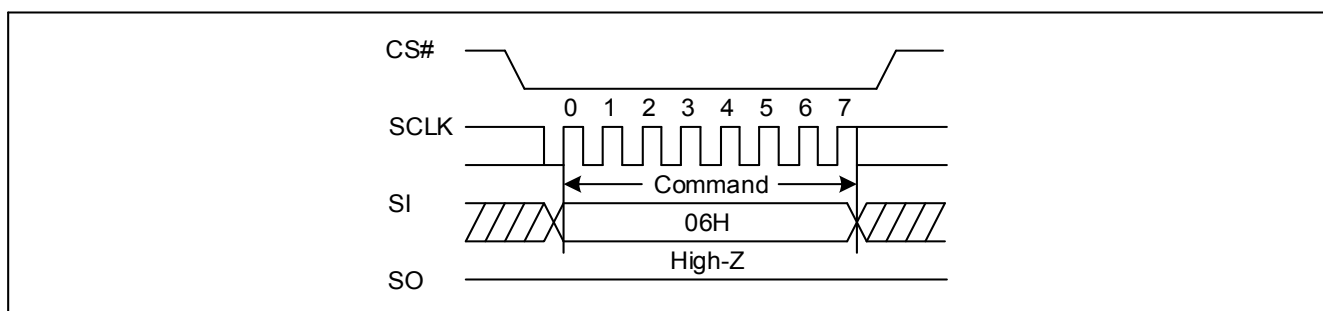 CS#
0 1 2 3 4 5 6 7
SCLK
Command
SI
06H
High-Z
SO